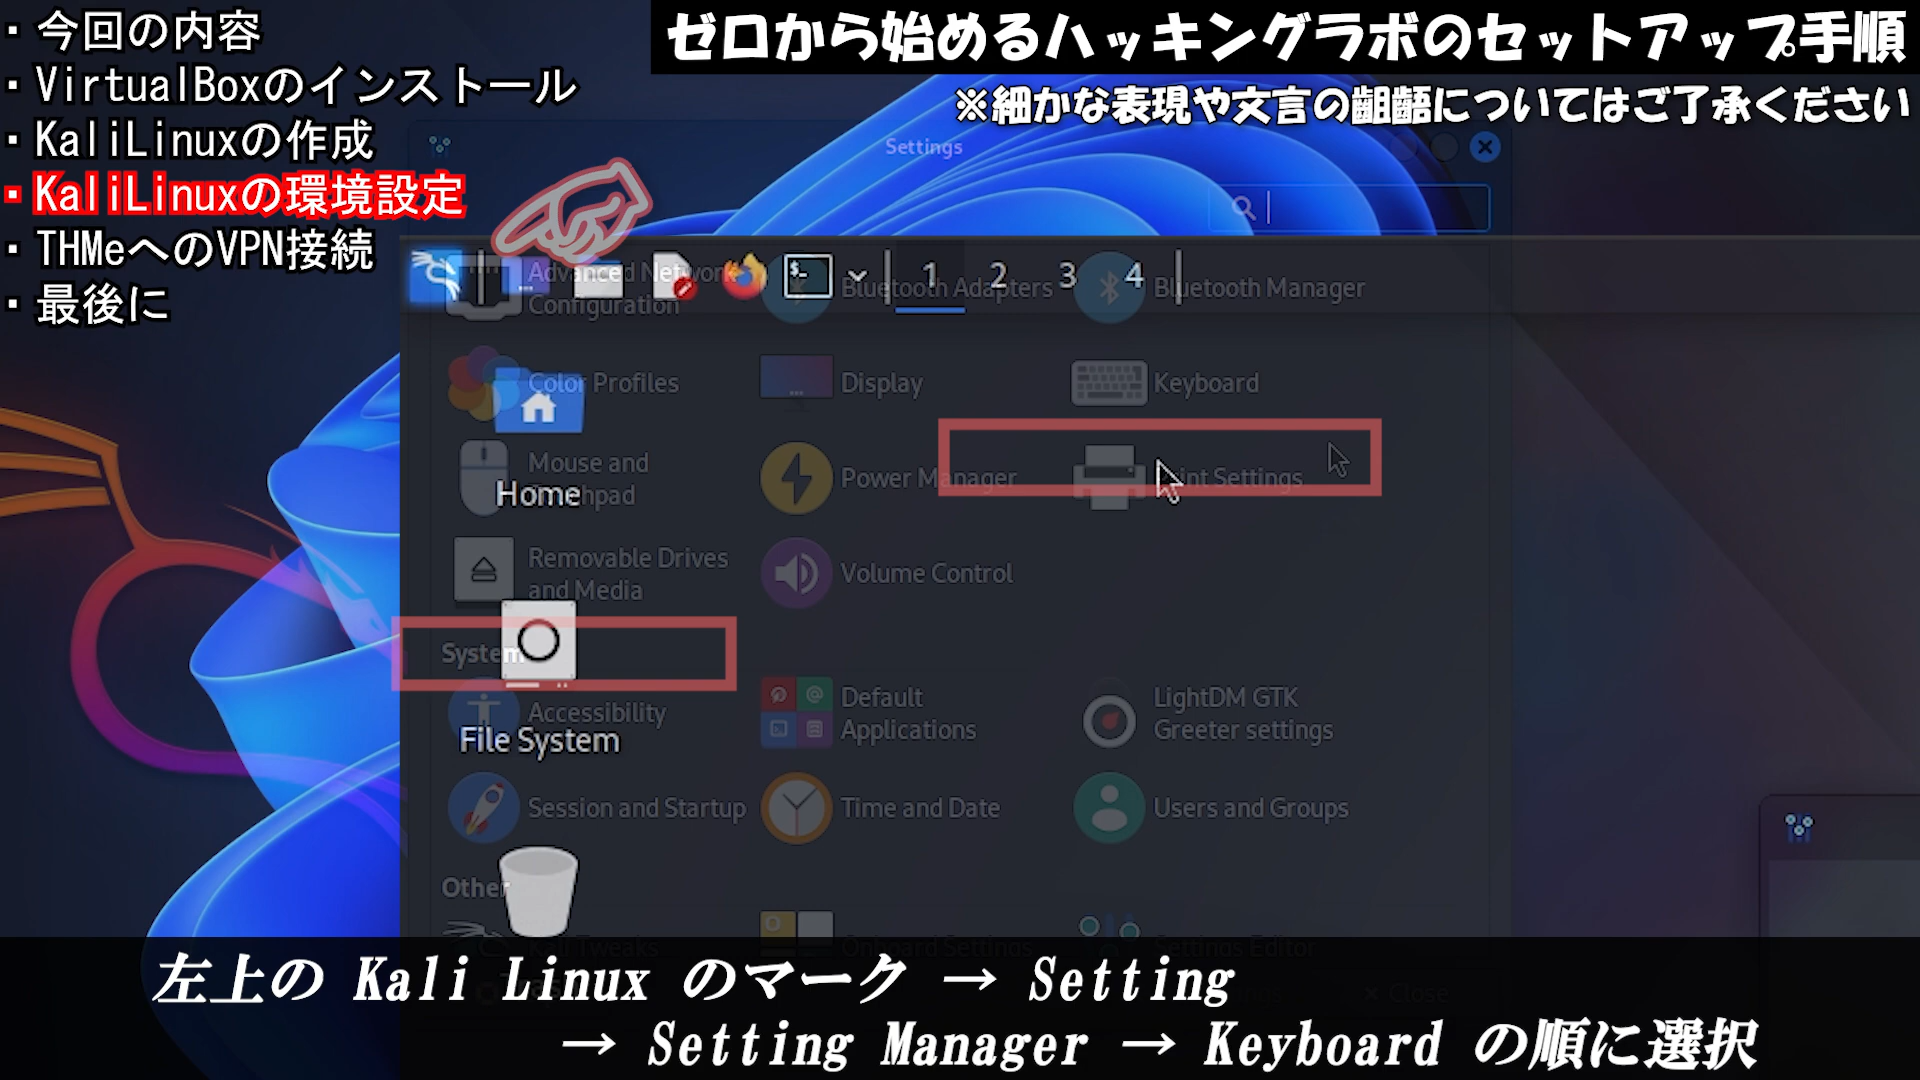 ・今回の内容
・VirtualBoxのインストール
・KaliLinuxの作成
・KaliLinuxの環境設定
・THMeへのVPN接続
・最後に
ゼロから始めるハッキングラボのセットアップ手順
※細かな表現や文言の齟齬についてはご了承ください
Settings
1 2 3 4
Advanced Network
Configuration
Bluetooth Adapters
Bluetooth Manager
Color Profiles
Display
Keyboard
Mouse and
Home
Power Manager
Settings
Removable Drives
and Media
Volume Control
System
Accessibility
File System
Default
Applications
LightDM GTK
Greeter settings
Session and Startup
Time and Date
Users and Groups
Other
Kali Tweaks
Onboard Settings
Settings Editor
Close
左上の Kali Linux のマーク → Setting
→ Setting Manager → Keyboard の順に選択